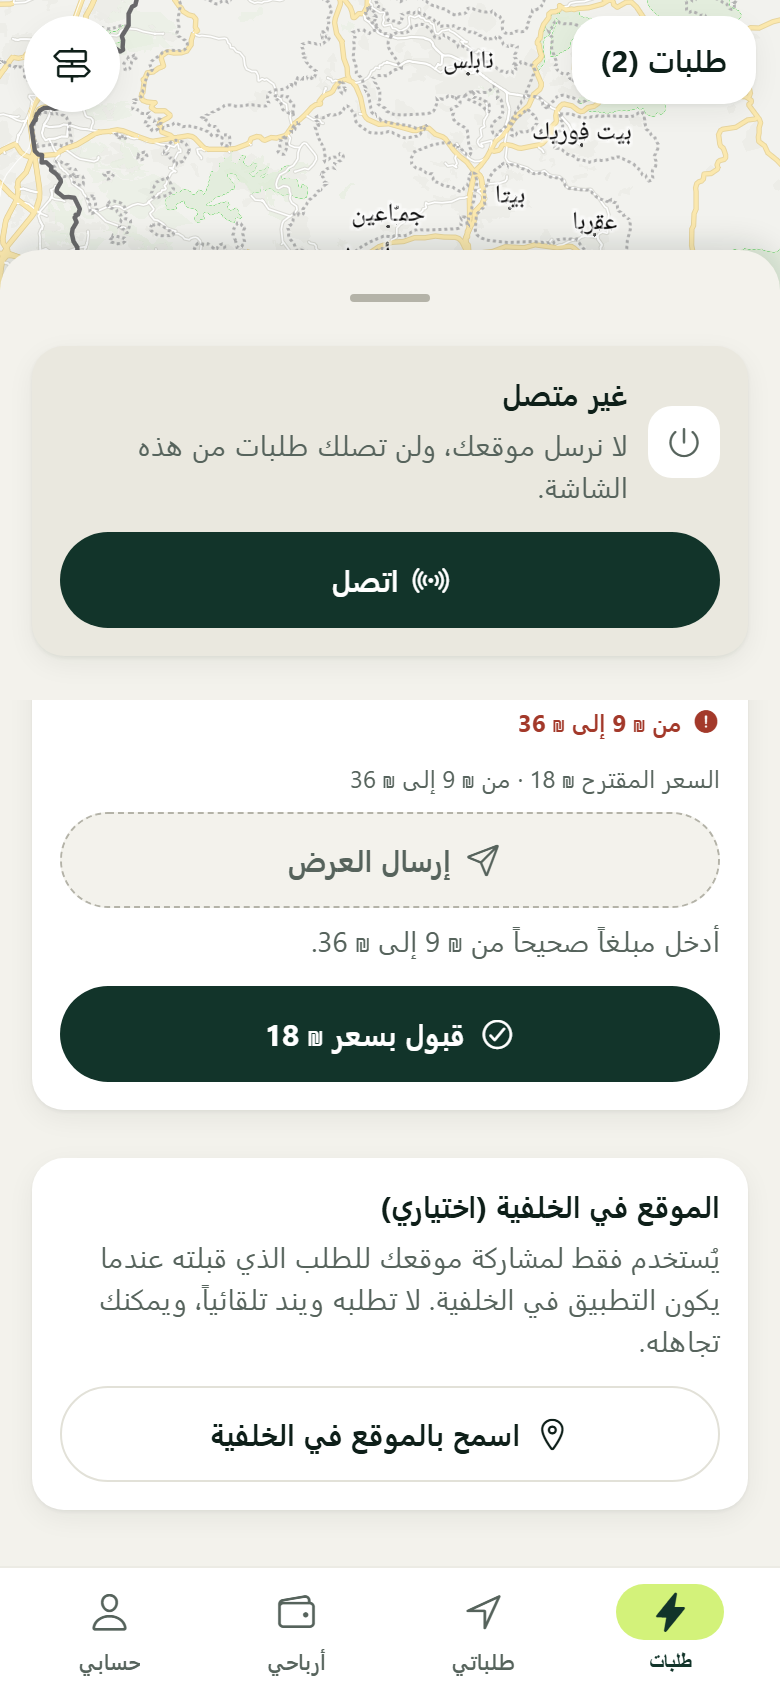 طلبات (2)
نابلس
بيت فوريك
بيتا
جمّاعين
عقربا
غير متصل
لا نرسل موقعك، ولن تصلك طلبات من هذه
الشاشة.
اتصل
من ₪ 9 إلى ₪ 36
السعر المقترح ₪ 18 · من ₪ 9 إلى ₪ 36
إرسال العرض
أدخل مبلغاً صحيحاً من ₪ 9 إلى ₪ 36.
قبول بسعر ₪ 18
الموقع في الخلفية (اختياري)
يُستخدم فقط لمشاركة موقعك للطلب الذي قبلته عندما
يكون التطبيق في الخلفية. لا تطلبه ويند تلقائياً، ويمكنك
تجاهله.
اسمح بالموقع في الخلفية
طلبات
طلباتي
أرباحي
حسابي